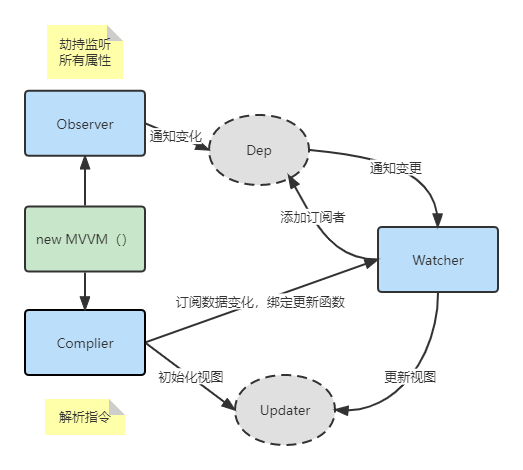 劫持监听
所有属性
Observer
通知变化
Dep
通知变更
添加订阅者
new MVVM（）
Watcher
订阅数据变化，绑定更新函数
Complier
初始化视图
更新视图
Updater
解析指令